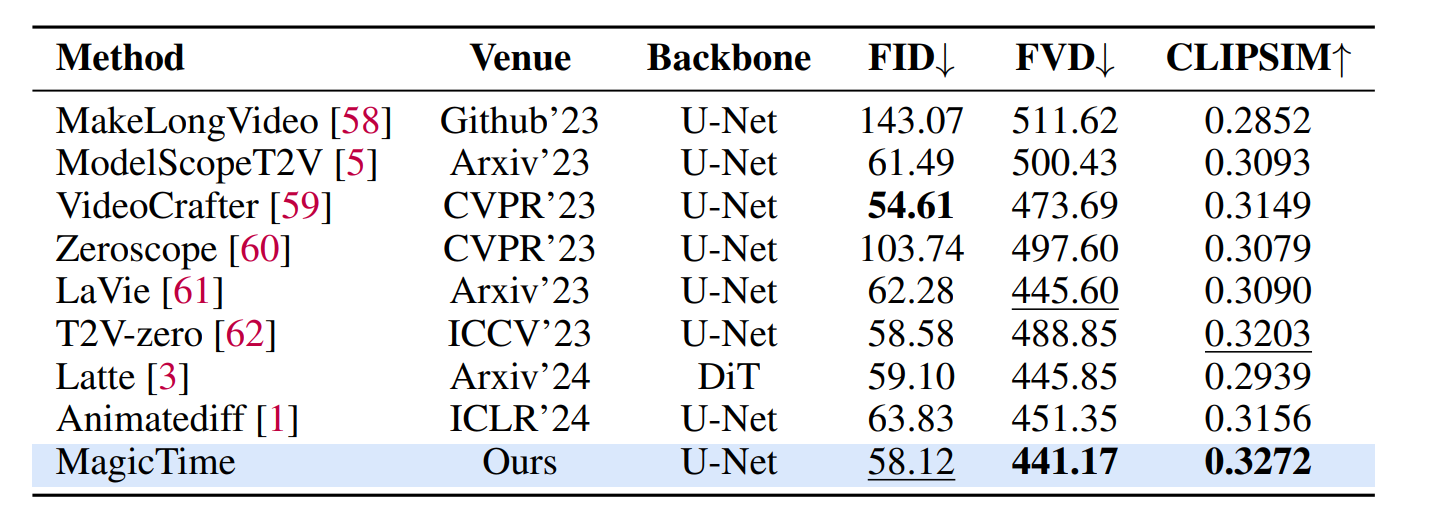 Method Venue Backbone FID↓ FVD↓ CLIPSIM↑
MakeLongVideo [58] Github’23 U-Net 143.07 511.62 0.2852
ModelScopeT2V [5] Arxiv’23 U-Net 61.49 500.43 0.3093
VideoCrafter [59] CVPR’23 U-Net 54.61 473.69 0.3149
Zeroscope [60] CVPR’23 U-Net 103.74 497.60 0.3079
LaVie [61] Arxiv’23 U-Net 62.28 445.60 0.3090
T2V-zero [62] ICCV’23 U-Net 58.58 488.85 0.3203
Latte [3] Arxiv’24 DiT 59.10 445.85 0.2939
Animatediff [1] ICLR’24 U-Net 63.83 451.35 0.3156
MagicTime Ours U-Net 58.12 441.17 0.3272